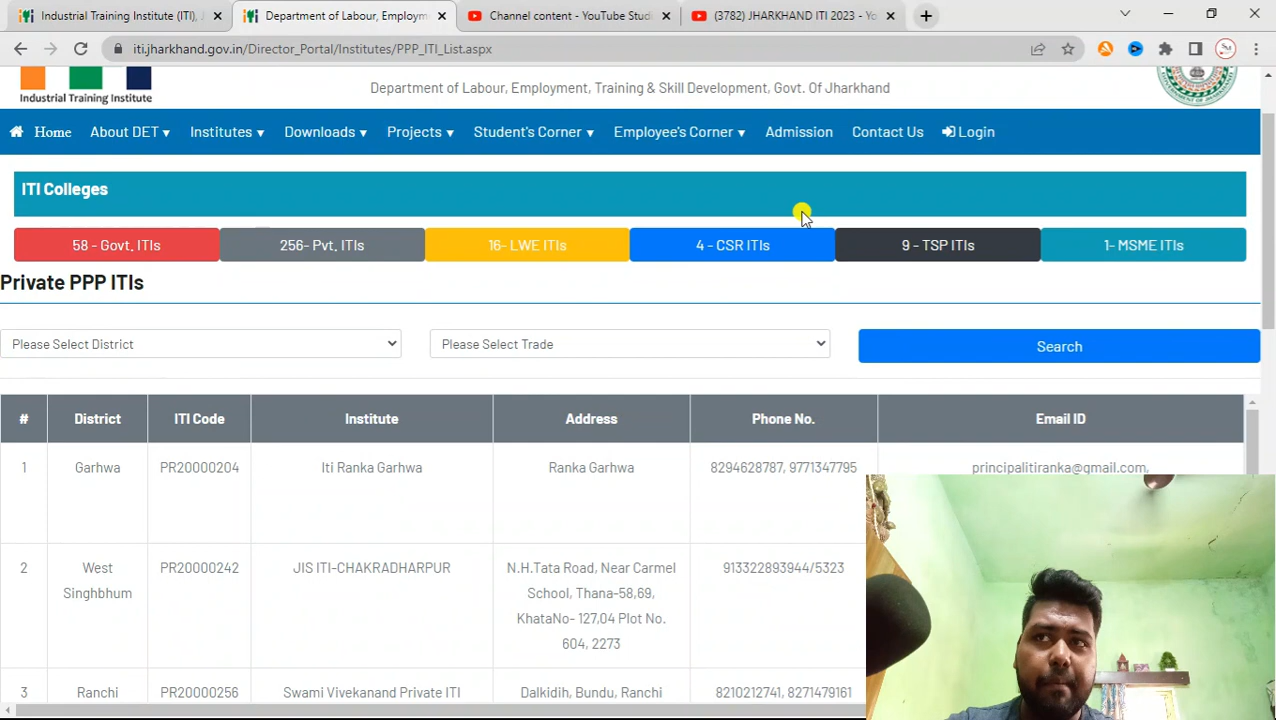 Industrial Training Institute (ITI), J
Department of Labour, Employm
Channel content - YouTube Stud
(3782) JHARKHAND ITI 2023 - Yo
iti.jharkhand.gov.in/Director_Portal/Institutes/PPP_ITI_List.aspx
Industrial Training Institute
Department of Labour, Employment, Training & Skill Development, Govt. Of Jharkhand
Home About DET Institutes Downloads Projects Student's Corner Employee's Corner Admission Contact Us Login
ITI Colleges
58 - Govt. ITIs 256- Pvt. ITIs 16- LWE ITIs 4 - CSR ITIs 9 - TSP ITIs 1- MSME ITIs
Private PPP ITIs
Please Select District Please Select Trade Search
# District ITI Code Institute Address Phone No. Email ID
1 Garhwa PR20000204 Iti Ranka Garhwa Ranka Garhwa 8294628787, 9771347795 principalitiranka@gmail.com,
2 West PR20000242 JIS ITI-CHAKRADHARPUR N.H.Tata Road, Near Carmel 913322893944/5323
Singhbhum School, Thana-58,69,
KhataNo- 127,04 Plot No.
604, 2273
3 Ranchi PR20000256 Swami Vivekanand Private ITI Dalkidih, Bundu, Ranchi 8210212741, 8271479161